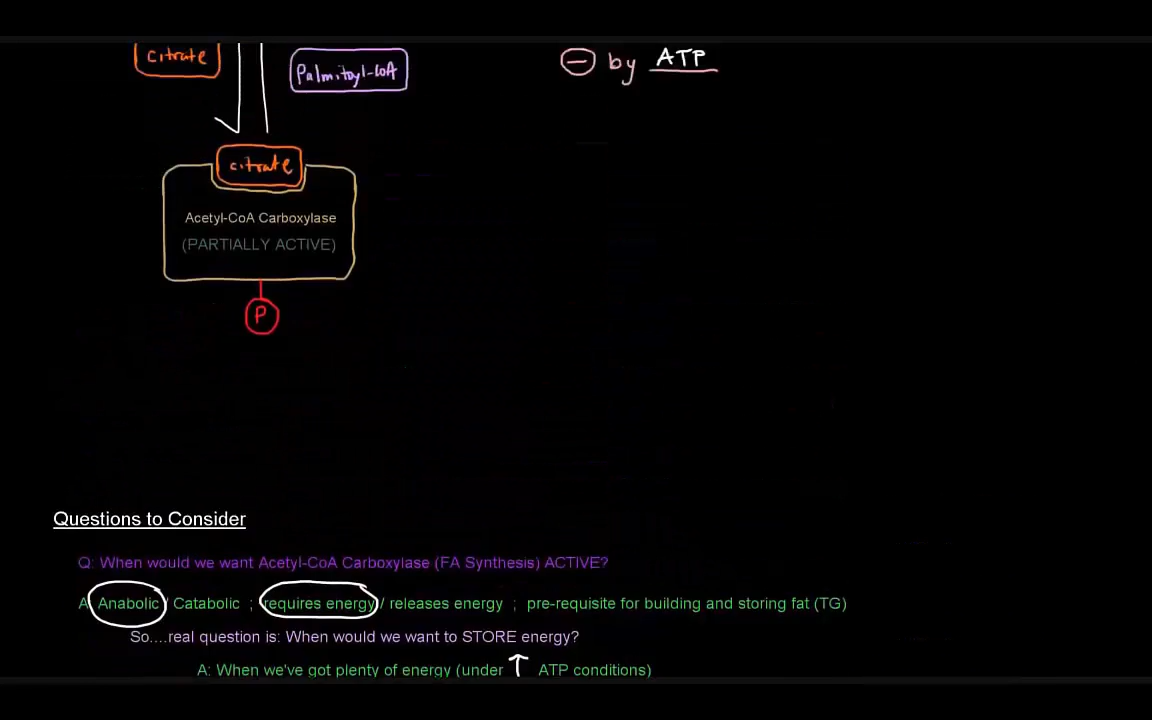 citrate
Palmitoyl-CoA
– by ATP
citrate
Acetyl-CoA Carboxylase
(PARTIALLY ACTIVE)
P
Questions to Consider
Q: When would we want Acetyl-CoA Carboxylase (FA Synthesis) ACTIVE?
A: Anabolic / Catabolic ; requires energy / releases energy ; pre-requisite for building and storing fat (TG)
So....real question is: When would we want to STORE energy?
A: When we've got plenty of energy (under ↑ ATP conditions)